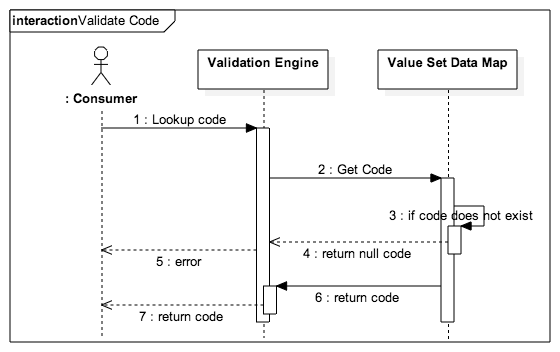 interactionValidate Code
Validation Engine
Value Set Data Map
: Consumer
1 : Lookup code
2 : Get Code
3 : if code does not exist
4 : return null code
5 : error
6 : return code
7 : return code